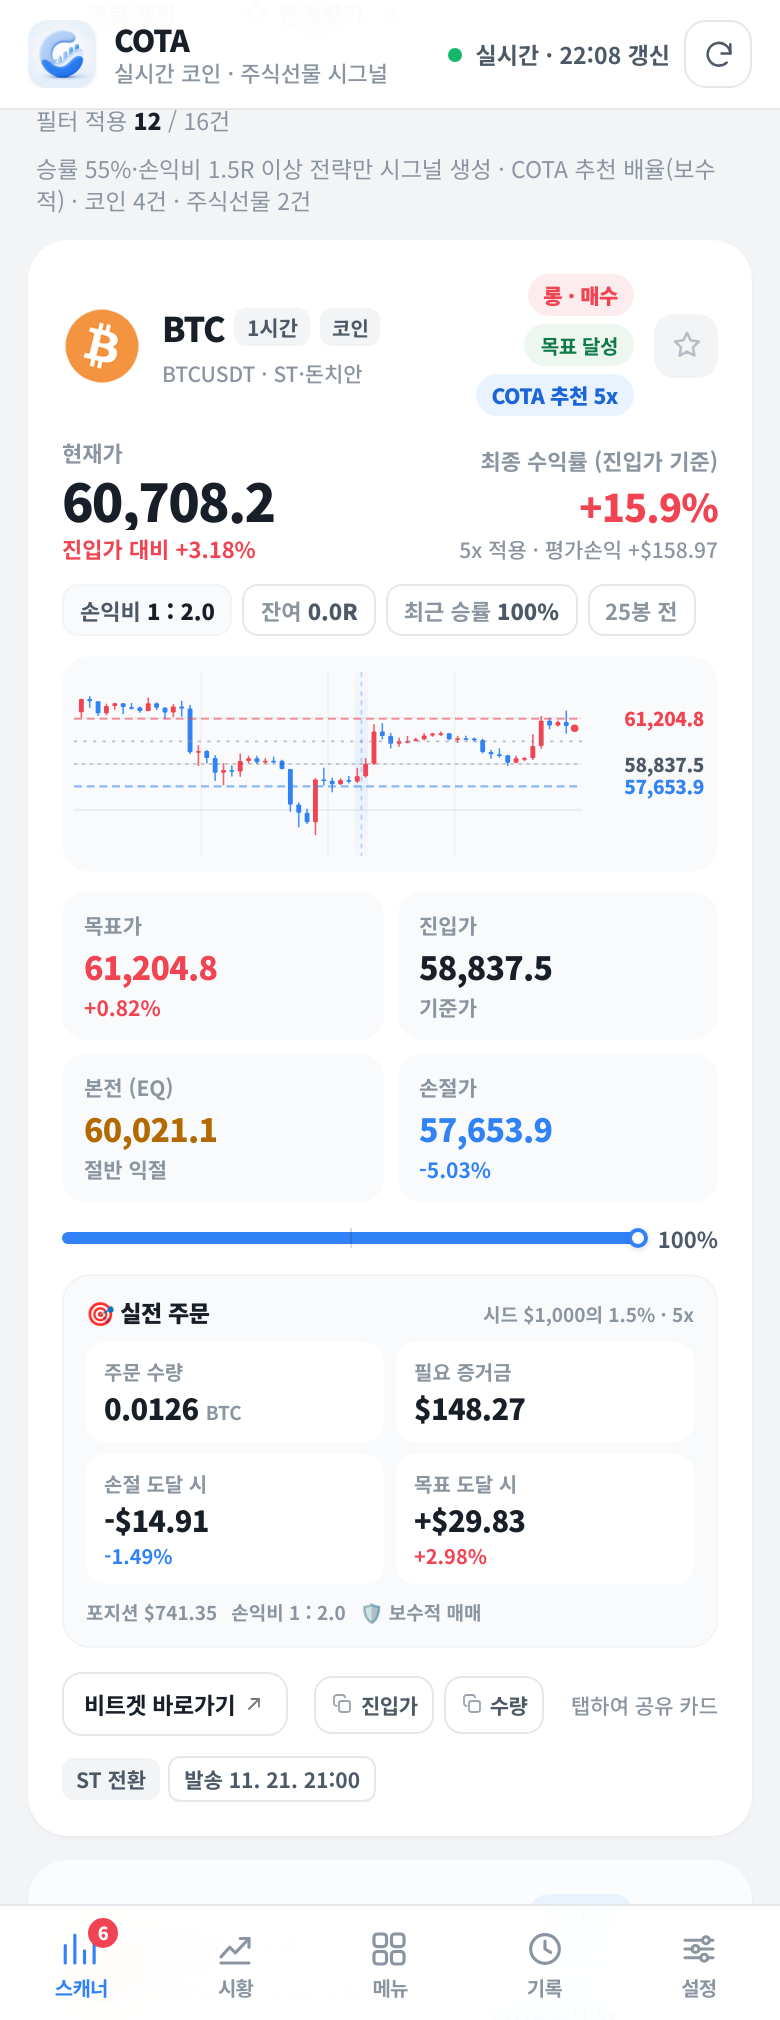 COTA
실시간 코인 · 주식선물 시그널
실시간 · 22:08 갱신
필터 적용 12 / 16건
승률 55%·손익비 1.5R 이상 전략만 시그널 생성 · COTA 추천 배율(보수
적) · 코인 4건 · 주식선물 2건
롱 · 매수
BTC 1시간 코인
목표 달성
BTCUSDT · ST·돈치안
COTA 추천 5x
현재가
최종 수익률 (진입가 기준)
60,708.2
+15.9%
진입가 대비 +3.18%
5x 적용 · 평가손익 +$158.97
손익비 1 : 2.0
잔여 0.0R
최근 승률 100%
25봉 전
61,204.8
58,837.5
57,653.9
목표가
61,204.8
+0.82%
진입가
58,837.5
기준가
본전 (EQ)
60,021.1
절반 익절
손절가
57,653.9
-5.03%
100%
🎯 실전 주문
시드 $1,000의 1.5% · 5x
주문 수량
0.0126 BTC
필요 증거금
$148.27
손절 도달 시
-$14.91
-1.49%
목표 도달 시
+$29.83
+2.98%
포지션 $741.35 손익비 1 : 2.0 🛡️ 보수적 매매
비트겟 바로가기 ↗
진입가
수량
탭하여 공유 카드
ST 전환
발송 11. 21. 21:00
6
스캐너
시황
메뉴
기록
설정